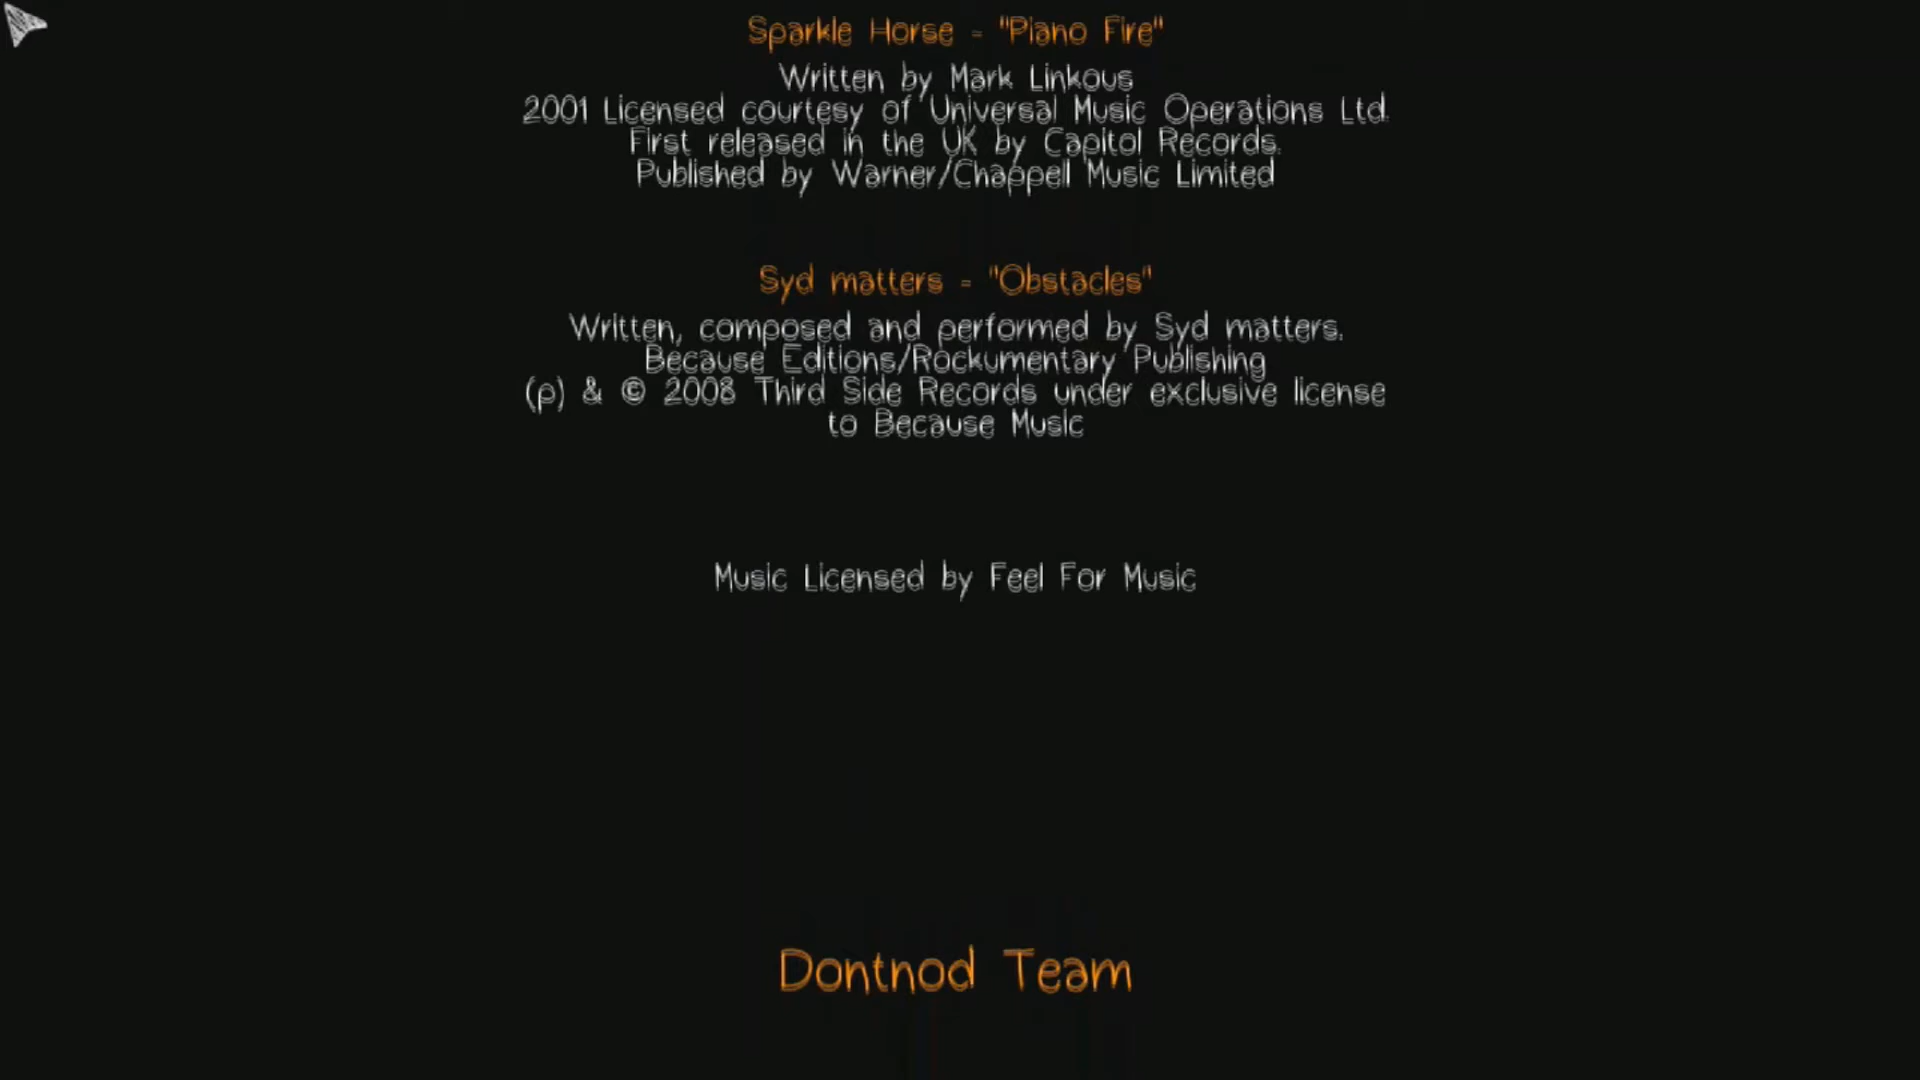 Sparkle Horse - "Piano Fire"
Written by Mark Linkous
2001 Licensed courtesy of Universal Music Operations Ltd.
First released in the UK by Capitol Records.
Published by Warner/Chappell Music Limited
Syd matters - "Obstacles"
Written, composed and performed by Syd matters.
Because Editions/Rockumentary Publishing
(p) & © 2008 Third Side Records under exclusive license
to Because Music
Music Licensed by Feel For Music
Dontnod Team